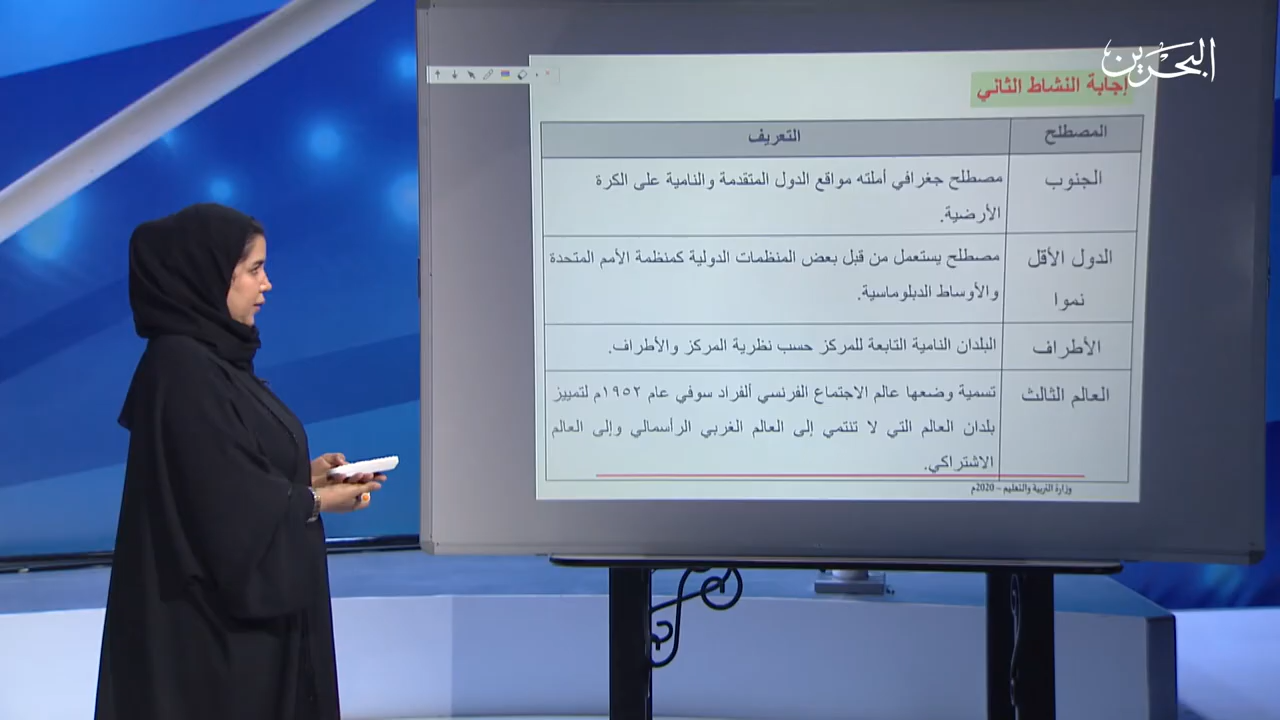 البحرين
إجابة النشاط الثاني
المصطلح
التعريف
الجنوب
مصطلح جغرافي أملته مواقع الدول المتقدمة والنامية على الكرة
الأرضية.
الدول الأقل
نموا
مصطلح يستعمل من قبل بعض المنظمات الدولية كمنظمة الأمم المتحدة
والأوساط الدبلوماسية.
الأطراف
البلدان النامية التابعة للمركز حسب نظرية المركز والأطراف.
العالم الثالث
تسمية وضعها عالم الاجتماع الفرنسي ألفراد سوفي عام ١٩٥٢م لتمييز
بلدان العالم التي لا تنتمي إلى العالم الغربي الرأسمالي وإلى العالم
الاشتراكي.
وزارة التربية والتعليم – 2020م